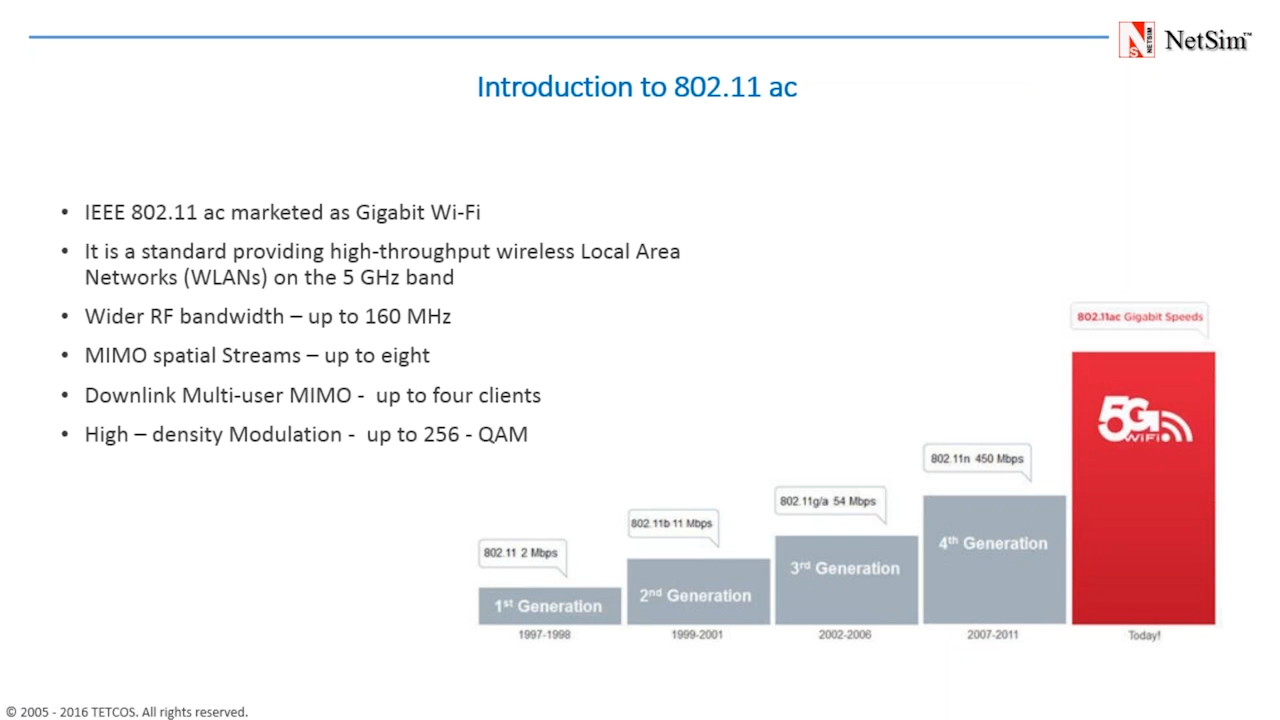 NETSIM
NetSim™
Introduction to 802.11 ac
• IEEE 802.11 ac marketed as Gigabit Wi-Fi
• It is a standard providing high-throughput wireless Local Area
Networks (WLANs) on the 5 GHz band
• Wider RF bandwidth – up to 160 MHz
• MIMO spatial Streams – up to eight
• Downlink Multi-user MIMO - up to four clients
• High – density Modulation - up to 256 - QAM
802.11 2 Mbps
1st Generation
1997-1998
802.11b 11 Mbps
2nd Generation
1999-2001
802.11g/a 54 Mbps
3rd Generation
2002-2006
802.11n 450 Mbps
4th Generation
2007-2011
802.11ac Gigabit Speeds
5G
WiFi
Today!
© 2005 - 2016 TETCOS. All rights reserved.